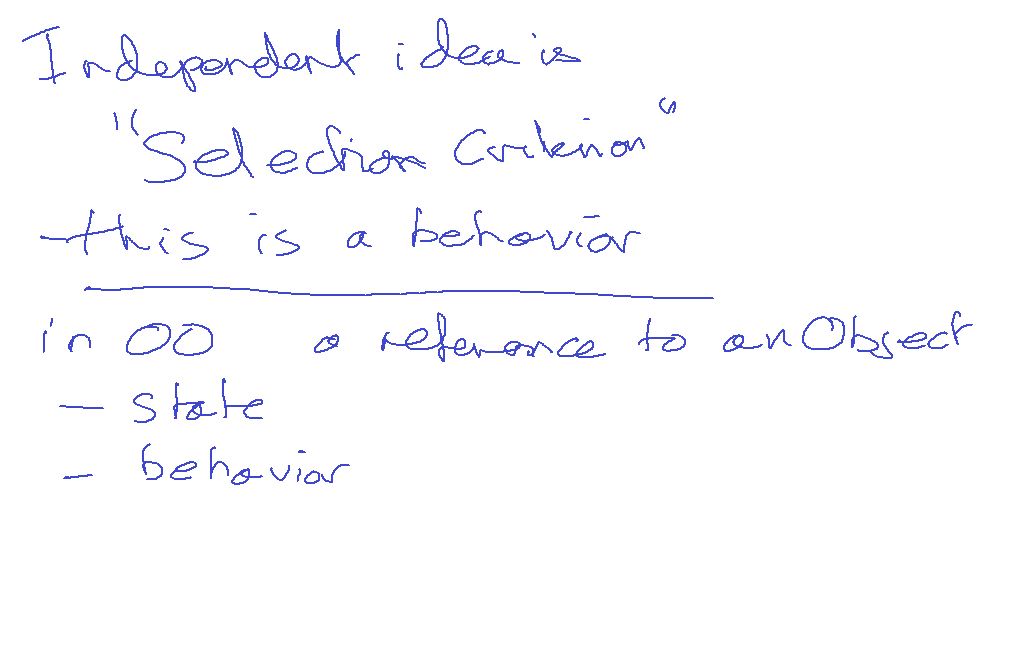 Independent idea is
"Selection Criterion"
- this is a behavior
in OO a reference to an Object
- state
- behavior